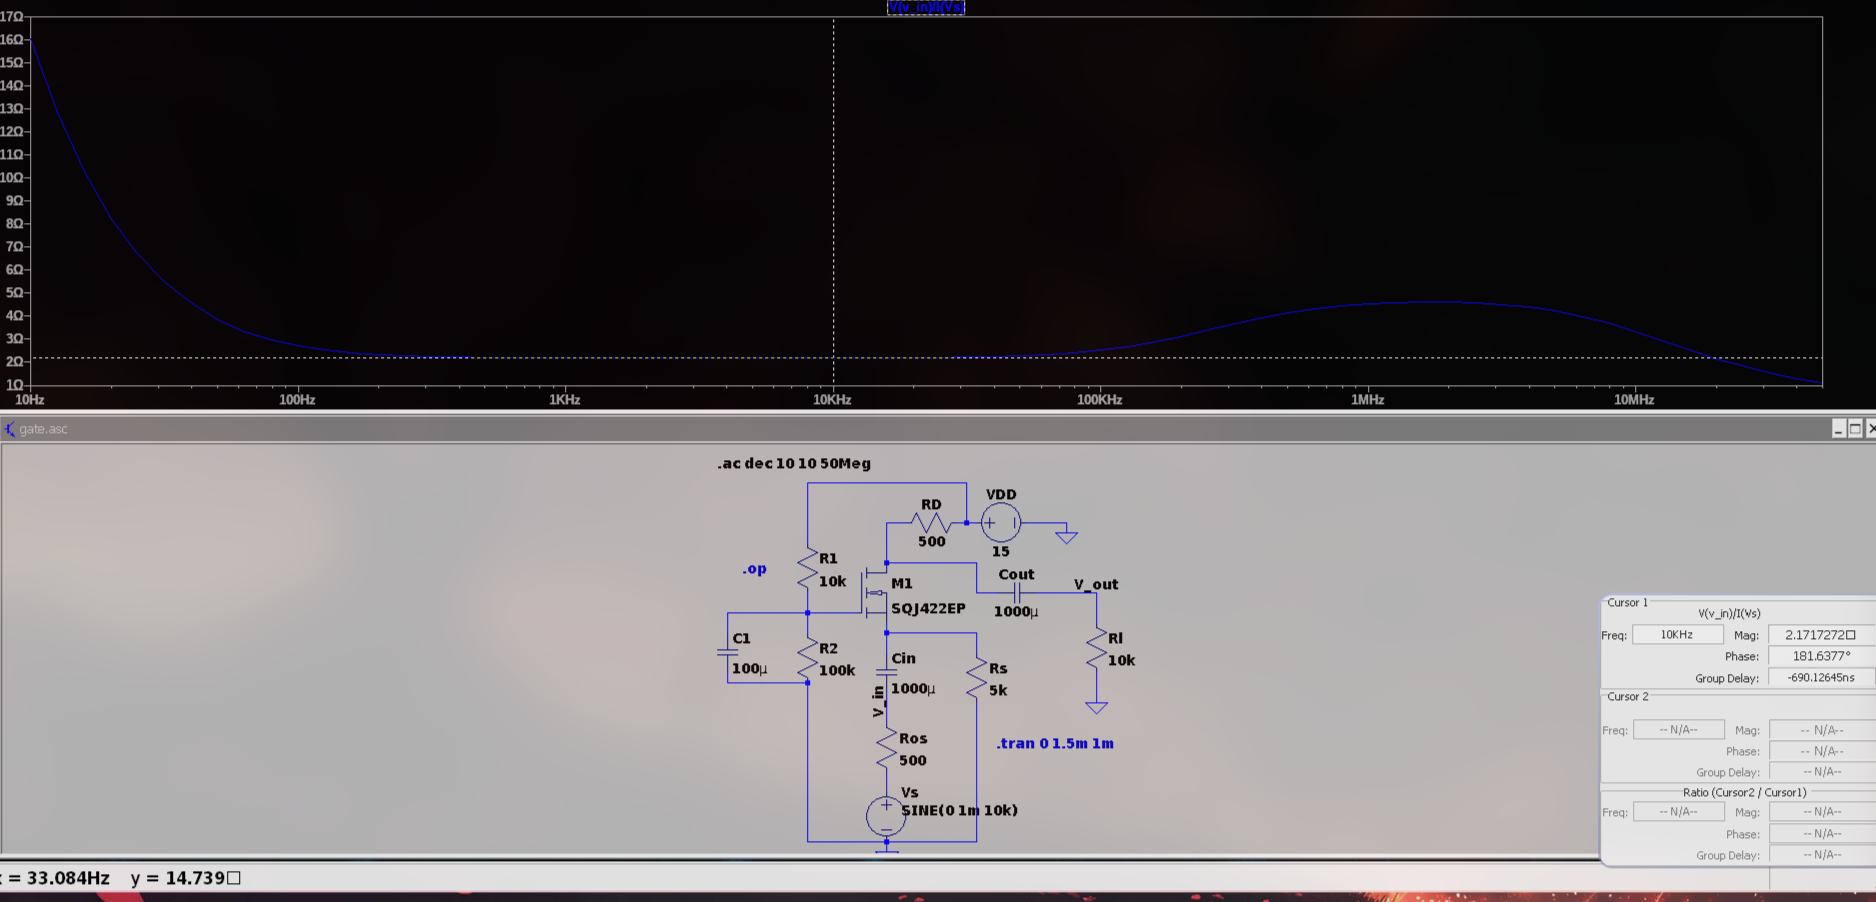 V(v_in)/I(Vs)
17Ω
16Ω
15Ω
14Ω
13Ω
12Ω
11Ω
10Ω
9Ω
8Ω
7Ω
6Ω
5Ω
4Ω
3Ω
2Ω
1Ω
10Hz 100Hz 1KHz 10KHz 100KHz 1MHz 10MHz
gate.asc
.ac dec 10 10 50Meg
VDD
15
RD
500
.op
R1
10k
M1
SQJ422EP
Cout
1000µ
V_out
C1
100µ
R2
100k
Cin
1000µ
V_in
Rs
5k
Rl
10k
Ros
500
.tran 0 1.5m 1m
Vs
SINE(0 1m 10k)
Cursor 1
V(v_in)/I(Vs)
Freq: 10KHz Mag: 2.1717272□
Phase: 181.6377°
Group Delay: -690.12645ns
Cursor 2
Freq: -- N/A-- Mag: -- N/A--
Phase: -- N/A--
Group Delay: -- N/A--
Ratio (Cursor2 / Cursor1)
Freq: -- N/A-- Mag: -- N/A--
Phase: -- N/A--
Group Delay: -- N/A--
x = 33.084Hz y = 14.739□